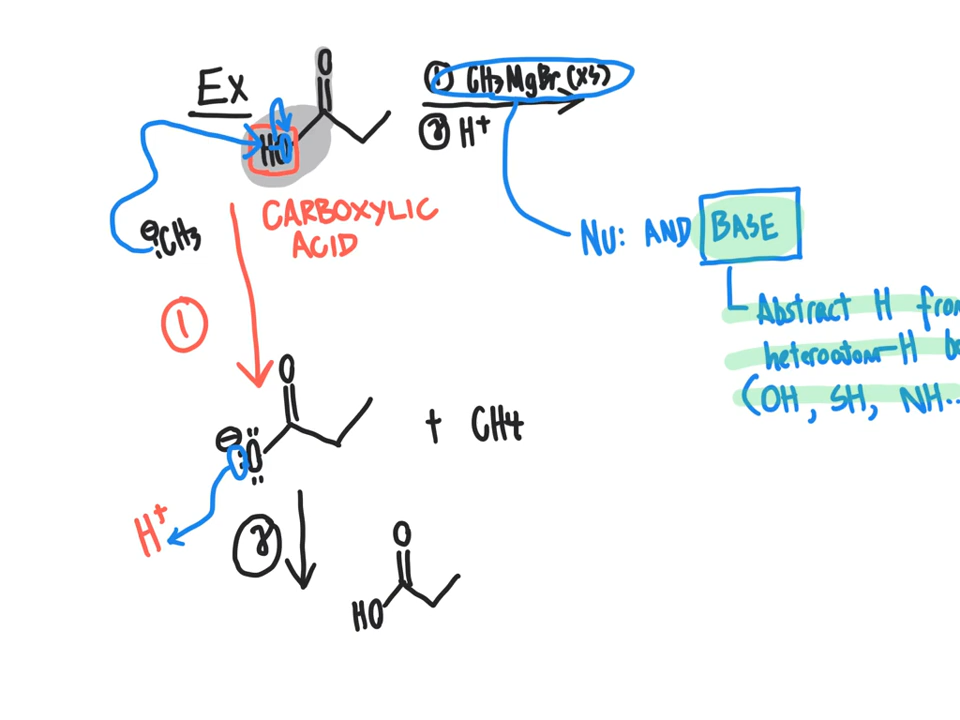 Ex
O
HO
① CH3MgBr (xs)
② H+
CARBOXYLIC
ACID
⊖:CH3
Nu: AND BASE
①
Abstract H from
heteroatom-H
(OH, SH, NH...
O
⊖
:O:
+ CH4
H+
②
O
HO